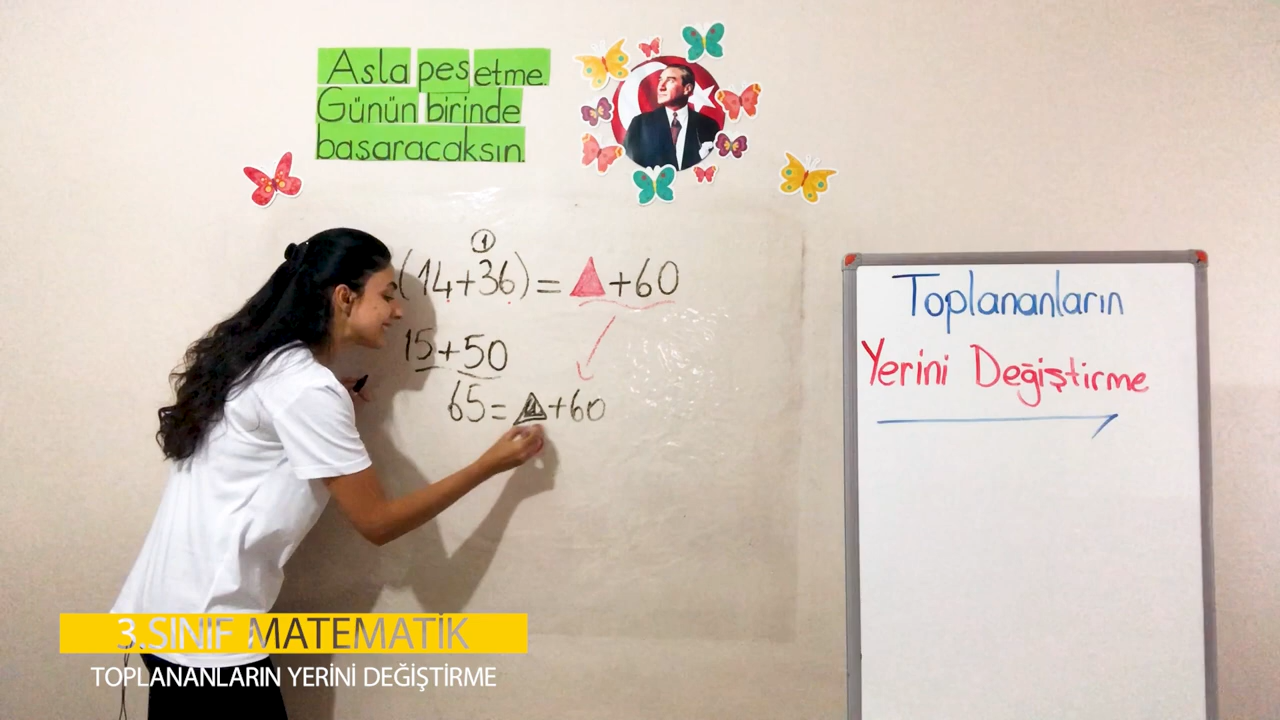 Asla pes etme.
Günün birinde
başaracaksın.
1
(14+36)=▲+60
15+50
65=▲+60
Toplananların
Yerini Değiştirme
3.SINIF MATEMATİK
TOPLANANLARIN YERİNİ DEĞİŞTİRME